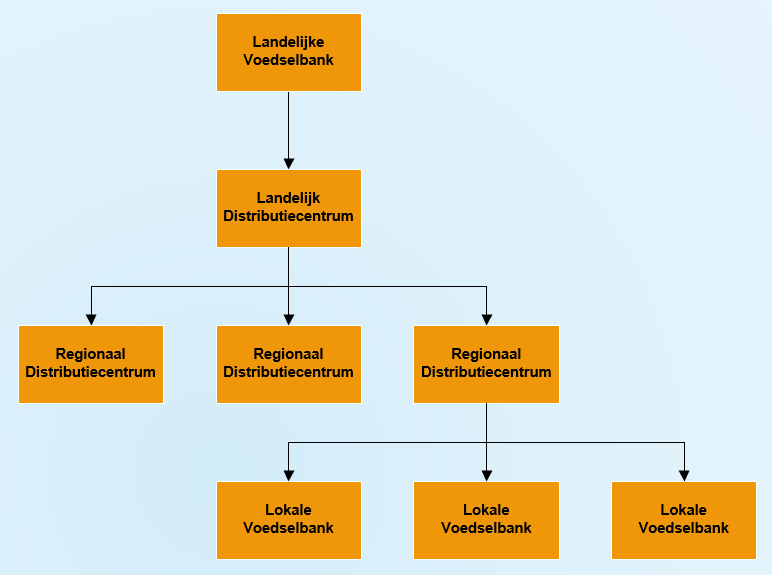 Landelijke
Voedselbank
Landelijk
Distributiecentrum
Regionaal
Distributiecentrum
Regionaal
Distributiecentrum
Regionaal
Distributiecentrum
Lokale
Voedselbank
Lokale
Voedselbank
Lokale
Voedselbank